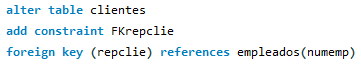 alter table clientes
add constraint FKrepclie
foreign key (repclie) references empleados(numemp)